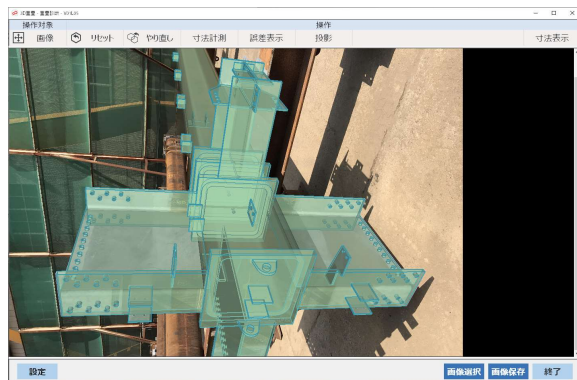 操作対象 操作
画像 リセット やり直し 寸法計測 誤差表示 投影 寸法表示
設定 画像選択 画像保存 終了